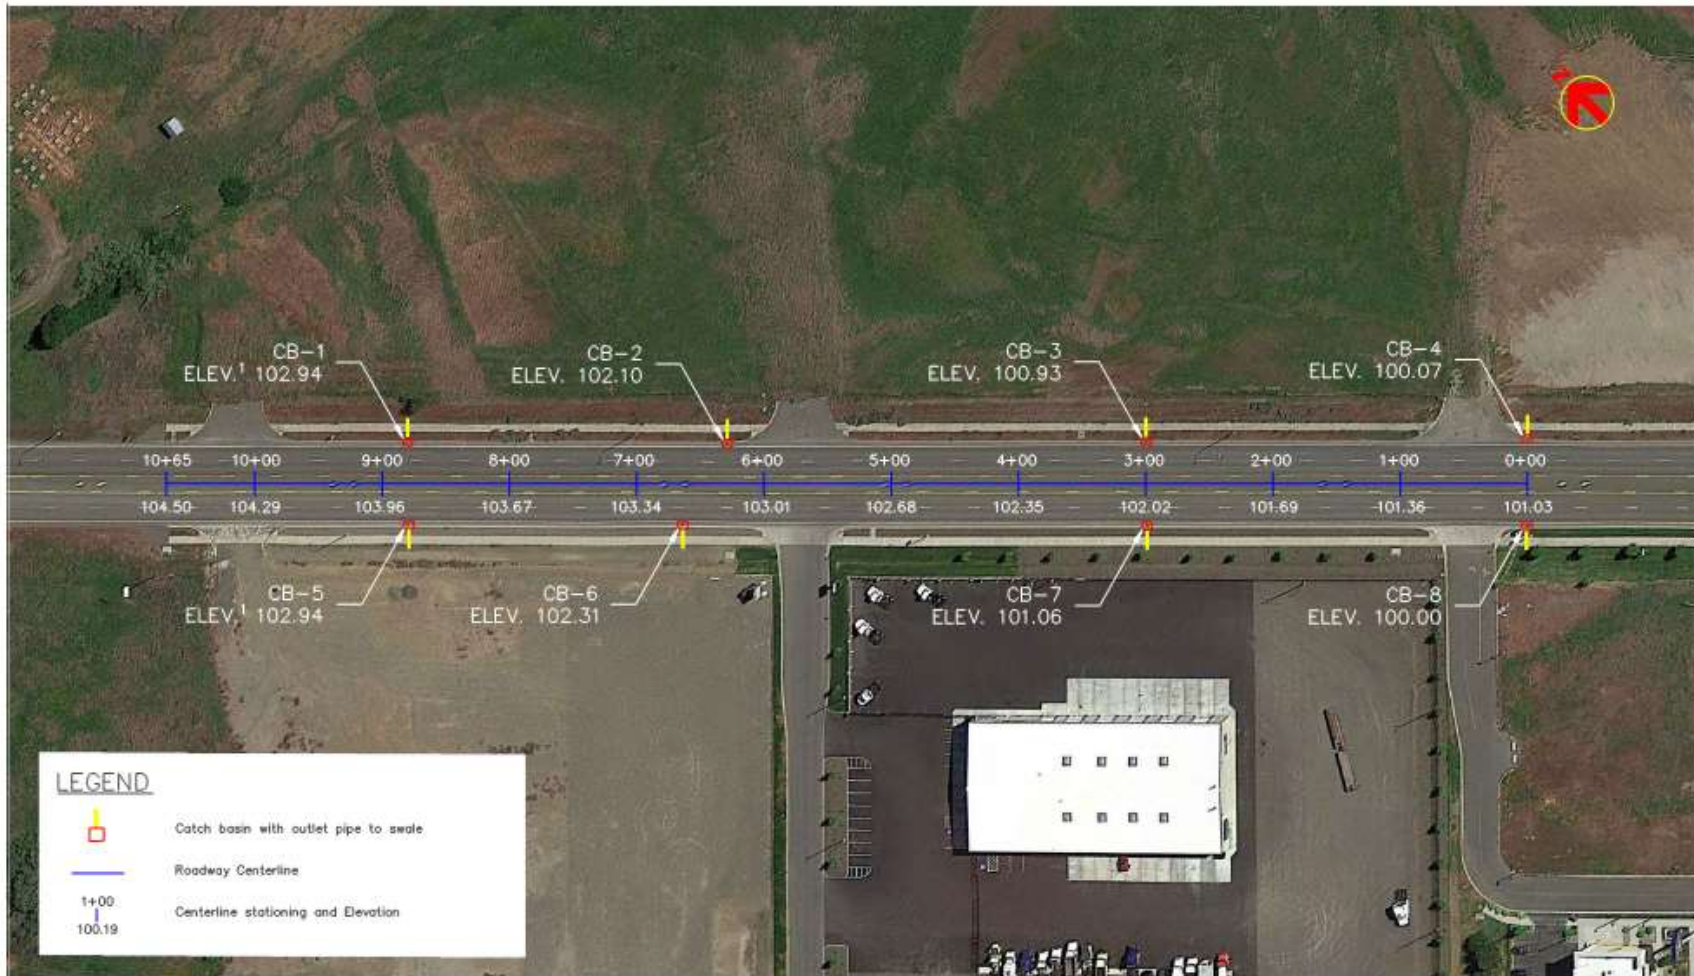 CB-1
ELEV.¹ 102.94
CB-2
ELEV. 102.10
CB-3
ELEV. 100.93
CB-4
ELEV. 100.07
10+65 10+00 9+00 8+00 7+00 6+00 5+00 4+00 3+00 2+00 1+00 0+00
104.50 104.29 103.96 103.67 103.34 103.01 102.68 102.35 102.02 101.69 101.36 101.03
CB-5
ELEV.¹ 102.94
CB-6
ELEV. 102.31
CB-7
ELEV. 101.06
CB-8
ELEV. 100.00
LEGEND
Catch basin with outlet pipe to swale
Roadway Centerline
1+00
100.19
Centerline stationing and Elevation